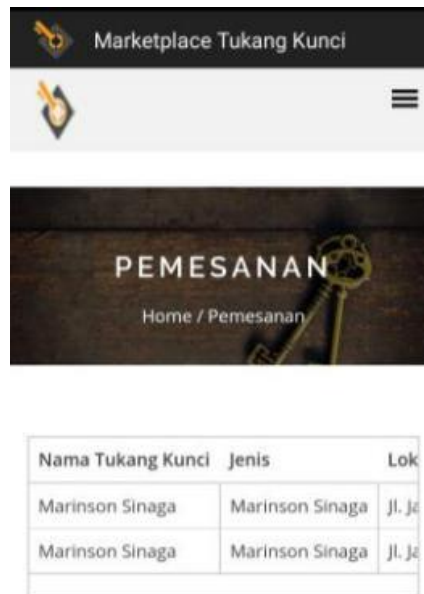 Marketplace Tukang Kunci
PEMESANAN
Home / Pemesanan
Nama Tukang Kunci Jenis Lok
Marinson Sinaga Marinson Sinaga Jl. Ja
Marinson Sinaga Marinson Sinaga Jl. Ja